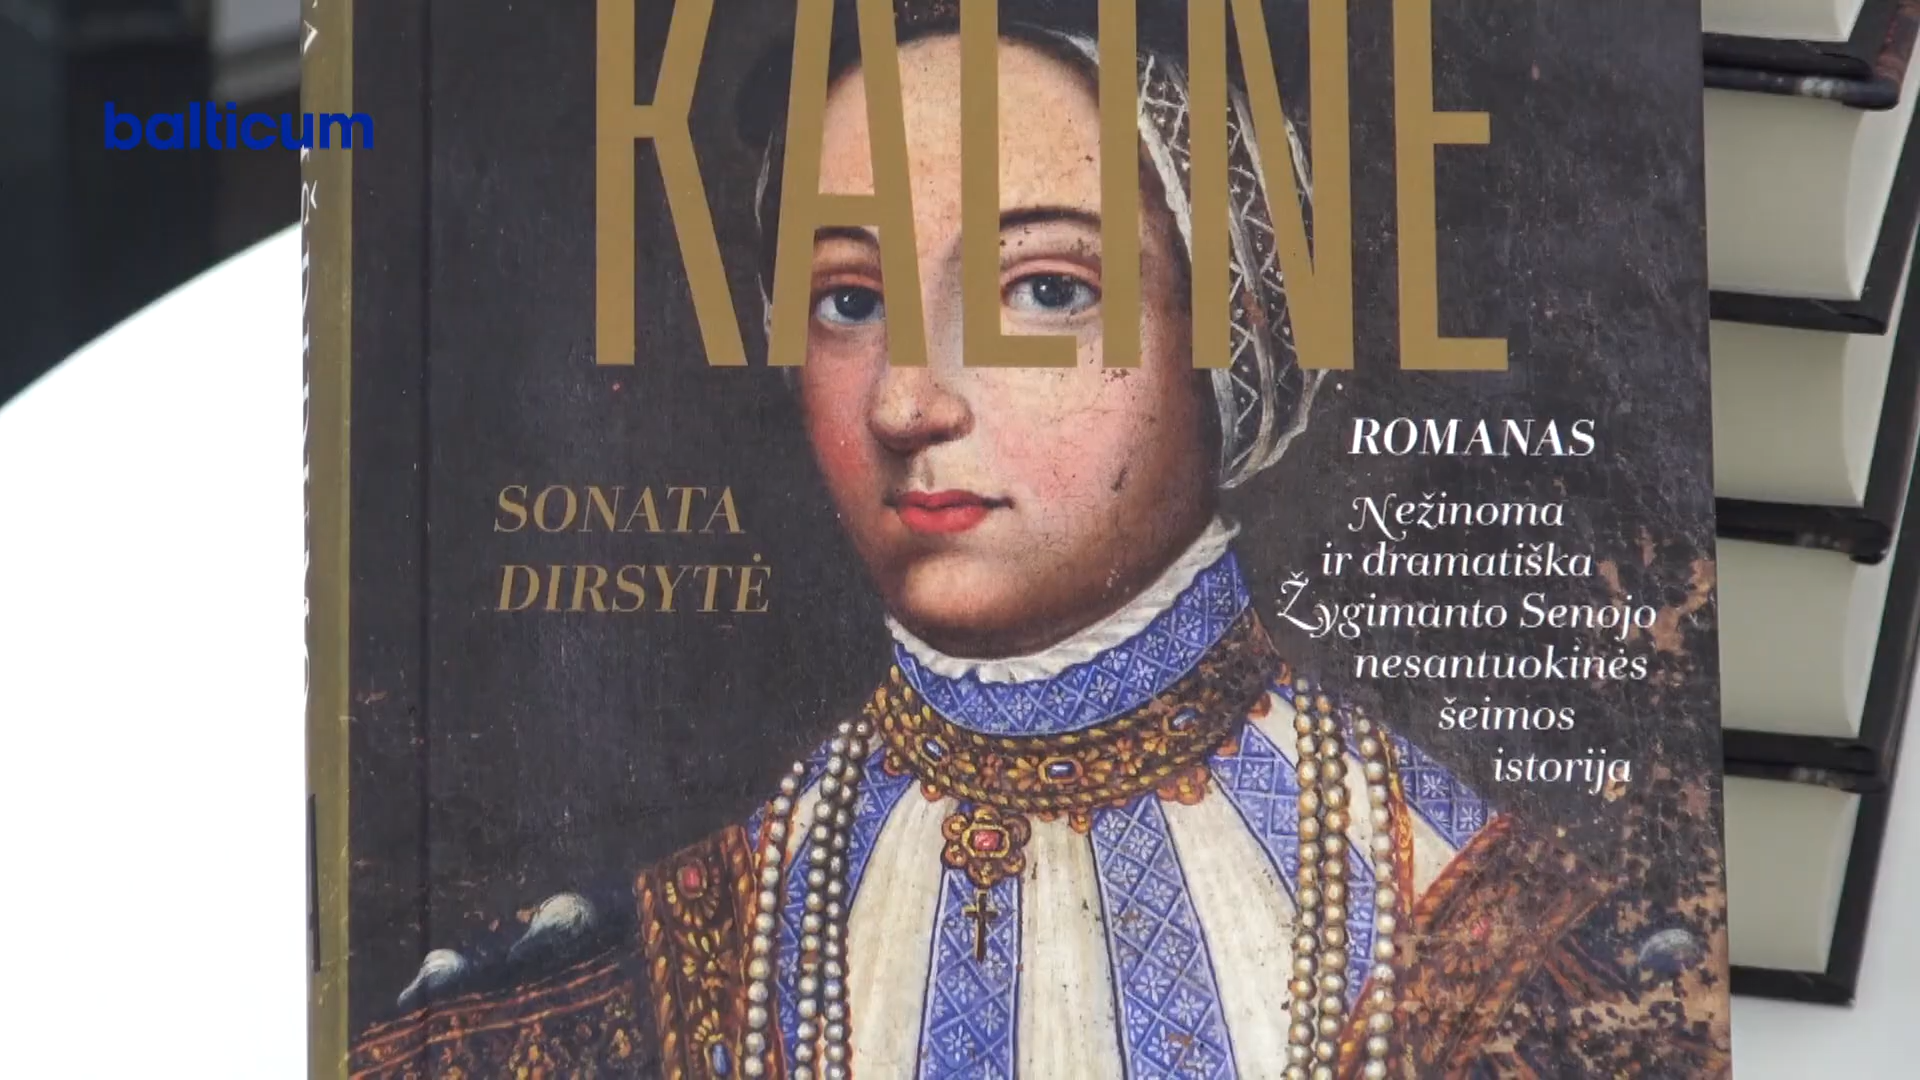 balticum
KALINĖ
SONATA
DIRSYTĖ
ROMANAS
Nežinoma
ir dramatiška
Žygimanto Senojo
nesantuokinės
šeimos
istorija